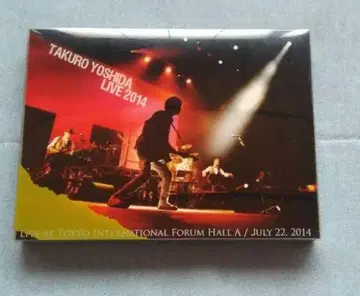 TAKURO YOSHIDA
LIVE 2014
LIVE AT TOKYO INTERNATIONAL FORUM HALL A / JULY 22, 2014